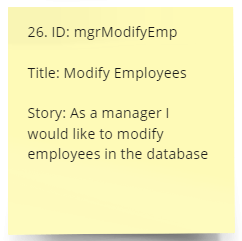 26. ID: mgrModifyEmp
Title: Modify Employees
Story: As a manager I
would like to modify
employees in the database